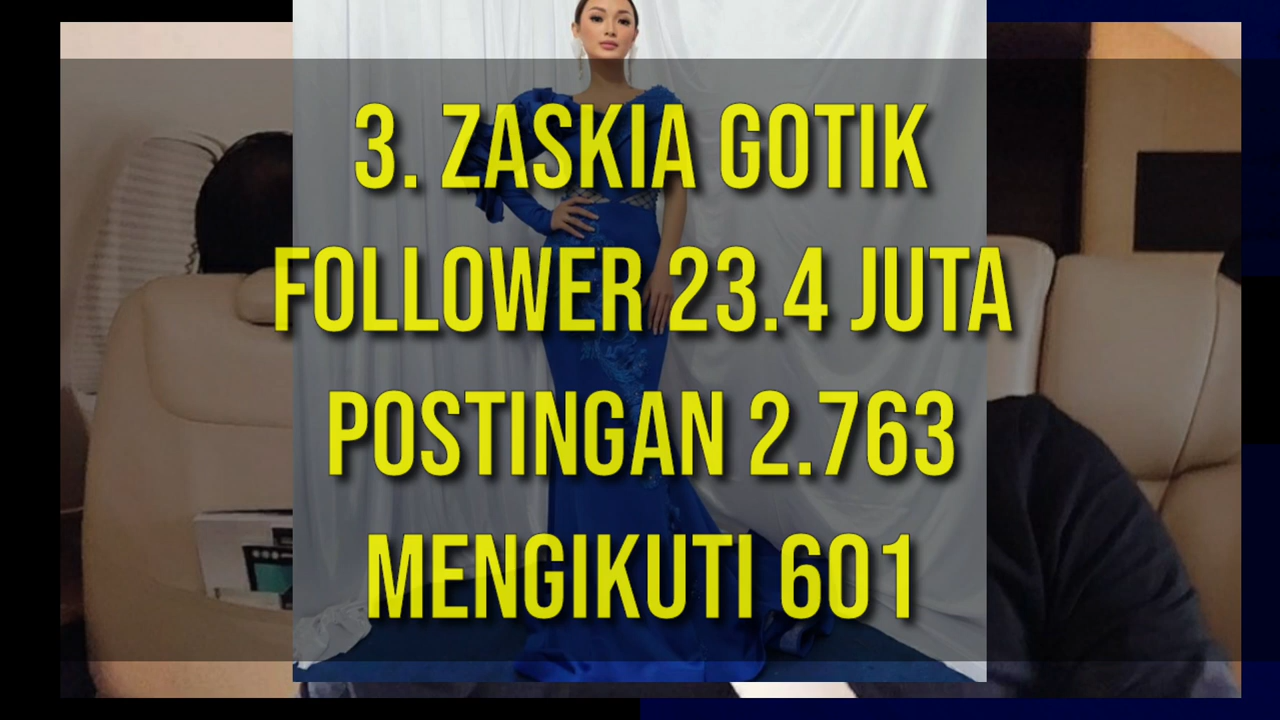 3. ZASKIA GOTIK
FOLLOWER 23.4 JUTA
POSTINGAN 2.763
MENGIKUTI 601